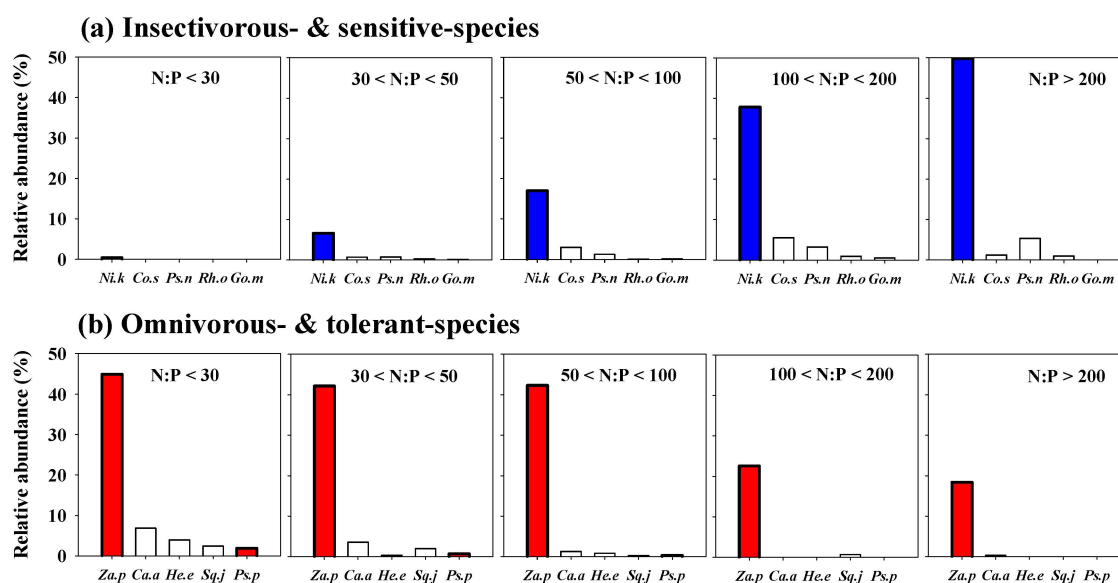 (a) Insectivorous- & sensitive-species
Relative abundance (%)
50
40
30
20
10
0
N:P < 30
30 < N:P < 50
50 < N:P < 100
100 < N:P < 200
N:P > 200
Ni.k Co.s Ps.n Rh.o Go.m
Ni.k Co.s Ps.n Rh.o Go.m
Ni.k Co.s Ps.n Rh.o Go.m
Ni.k Co.s Ps.n Rh.o Go.m
Ni.k Co.s Ps.n Rh.o Go.m
(b) Omnivorous- & tolerant-species
Relative abundance (%)
50
40
30
20
10
0
N:P < 30
30 < N:P < 50
50 < N:P < 100
100 < N:P < 200
N:P > 200
Za.p Ca.a He.e Sq.j Ps.p
Za.p Ca.a He.e Sq.j Ps.p
Za.p Ca.a He.e Sq.j Ps.p
Za.p Ca.a He.e Sq.j Ps.p
Za.p Ca.a He.e Sq.j Ps.p